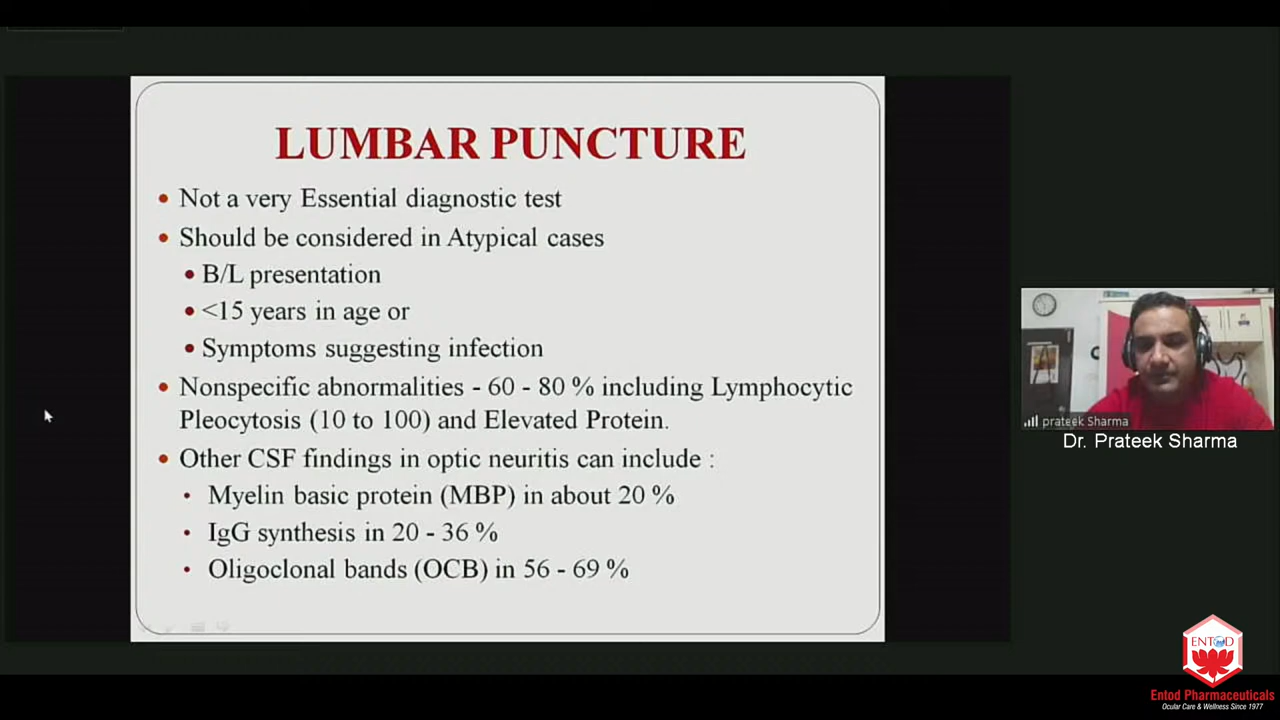 LUMBAR PUNCTURE
• Not a very Essential diagnostic test
• Should be considered in Atypical cases
• B/L presentation
• <15 years in age or
• Symptoms suggesting infection
• Nonspecific abnormalities - 60 - 80 % including Lymphocytic
Pleocytosis (10 to 100) and Elevated Protein.
• Other CSF findings in optic neuritis can include :
• Myelin basic protein (MBP) in about 20 %
• IgG synthesis in 20 - 36 %
• Oligoclonal bands (OCB) in 56 - 69 %
prateek Sharma
Dr. Prateek Sharma
ENTOD
Entod Pharmaceuticals
Ocular Care & Wellness Since 1977